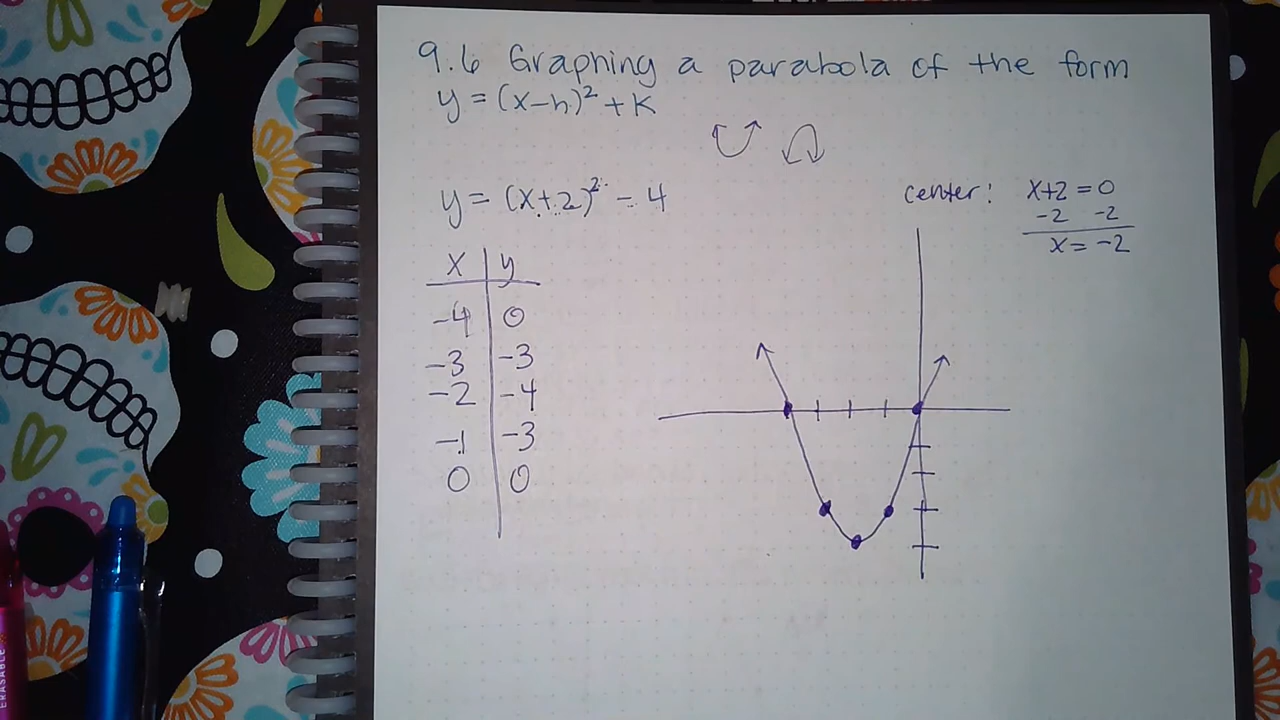 9.6 Graphing a parabola of the form
y = (x-h)² + K
y = (x+2)² - 4
center: x+2 = 0
-2 -2
x = -2
x y
-4 0
-3 -3
-2 -4
-1 -3
0 0
ERASABLE